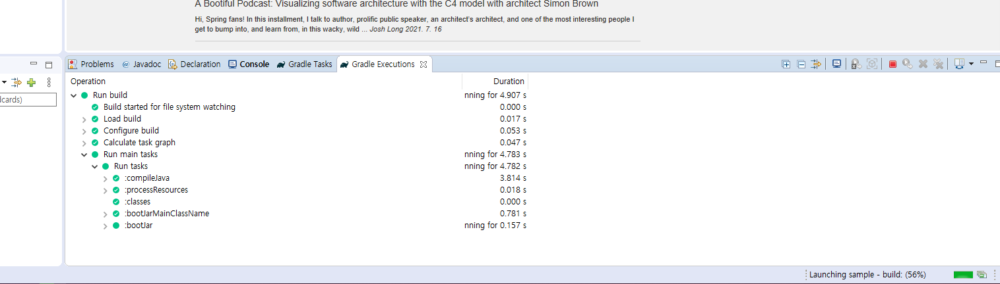 A Bootiful Podcast: Visualizing software architecture with the C4 model with architect Simon Brown
Hi, Spring fans! In this installment, I talk to author, prolific public speaker, an architect's architect, and one of the most interesting people I
get to bump into, and learn from, in this wacky, wild ... Josh Long 2021. 7. 16
Problems @ Javadoc Declaration Console Gradle Tasks Gradle Executions
lcards)
Operation Duration
Run build nning for 4.907 s
Build started for file system watching 0.000 s
Load build 0.017 s
Configure build 0.053 s
Calculate task graph 0.047 s
Run main tasks nning for 4.783 s
Run tasks nning for 4.782 s
:compileJava 3.814 s
:processResources 0.018 s
:classes 0.000 s
:bootJarMainClassName 0.781 s
:bootJar nning for 0.157 s
Launching sample - build: (56%)